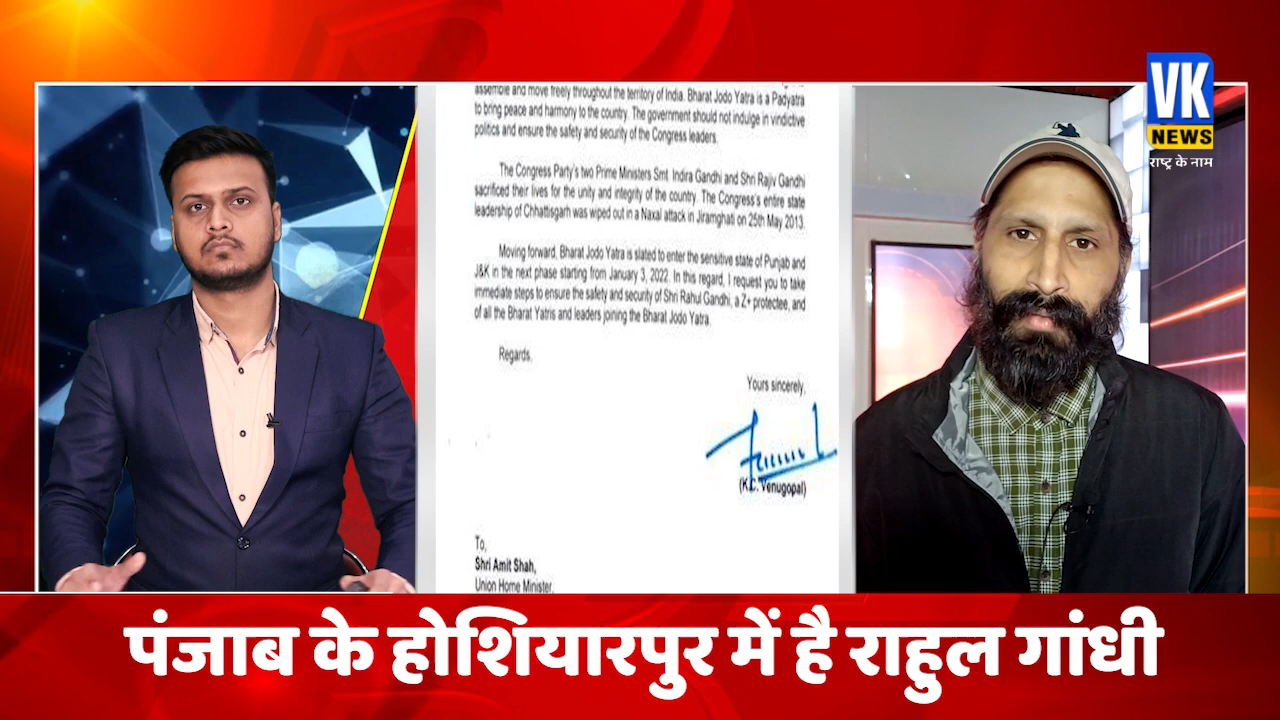 VK
NEWS
राष्ट्र के नाम
assemble and move freely throughout the territory of India. Bharat Jodo Yatra is a Padyatra
to bring peace and harmony to the country. The government should not indulge in vindictive
politics and ensure the safety and security of the Congress leaders.
The Congress Party's two Prime Ministers Smt. Indira Gandhi and Shri Rajiv Gandhi
sacrificed their lives for the unity and integrity of the country. The Congress's entire state
leadership of Chhattisgarh was wiped out in a Naxal attack in Jiramghati on 25th May 2013.
Moving forward, Bharat Jodo Yatra is slated to enter the sensitive state of Punjab and
J&K in the next phase starting from January 3, 2022. In this regard, I request you to take
immediate steps to ensure the safety and security of Shri Rahul Gandhi, a Z+ protectee, and
of all the Bharat Yatris and leaders joining the Bharat Jodo Yatra.
Regards,
Yours sincerely,
(K.C. Venugopal)
To,
Shri Amit Shah,
Union Home Minister,
पंजाब के होशियारपुर में है राहुल गांधी